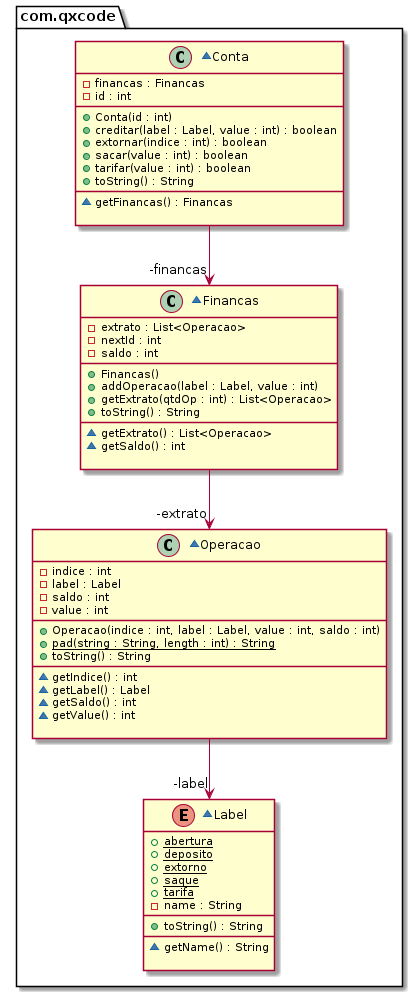 com.qxcode
C Conta
financas : Financas
id : int
Conta(id : int)
creditar(label : Label, value : int) : boolean
extornar(indice : int) : boolean
sacar(value : int) : boolean
tarifar(value : int) : boolean
toString() : String
getFinancas() : Financas
-financas
C Financas
extrato : List<Operacao>
nextId : int
saldo : int
Financas()
addOperacao(label : Label, value : int)
getExtrato(qtdOp : int) : List<Operacao>
toString() : String
getExtrato() : List<Operacao>
getSaldo() : int
-extrato
C Operacao
indice : int
label : Label
saldo : int
value : int
Operacao(indice : int, label : Label, value : int, saldo : int)
pad(string : String, length : int) : String
toString() : String
getIndice() : int
getLabel() : Label
getSaldo() : int
getValue() : int
-label
E Label
abertura
deposito
extorno
saque
tarifa
name : String
toString() : String
getName() : String